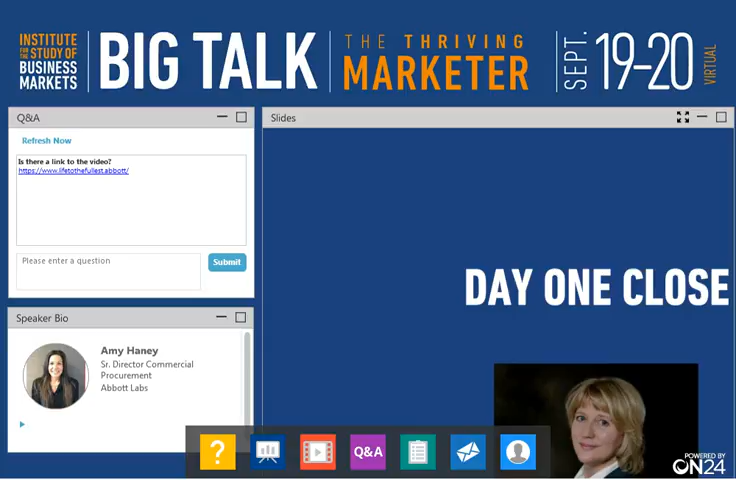 INSTITUTE
FOR THE STUDY OF
BUSINESS
MARKETS
BIG TALK
THE THRIVING
MARKETER
SEPT.
19–20
VIRTUAL
Q&A
Refresh Now
Is there a link to the video?
https://www.lifetothefullest.abbott/
Please enter a question
Submit
Speaker Bio
Amy Haney
Sr. Director Commercial
Procurement
Abbott Labs
Slides
DAY ONE CLOSE
?
Q&A
POWERED BY
ON24